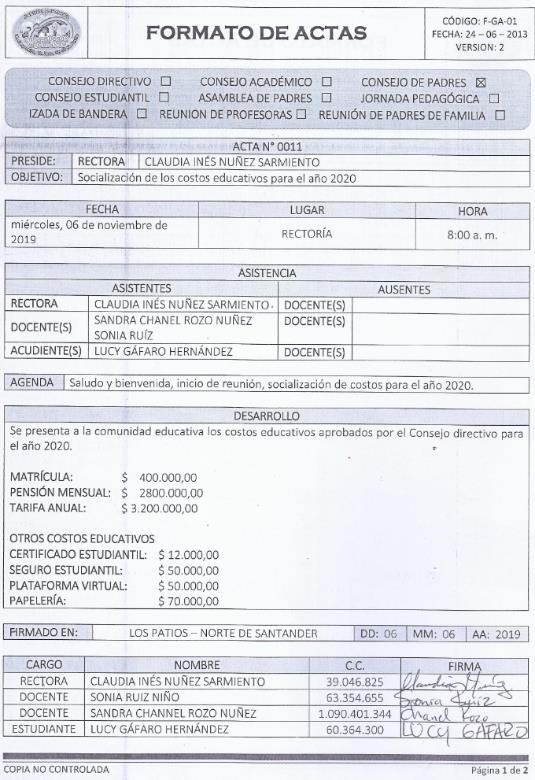 FORMATO DE ACTAS
CÓDIGO: F-GA-01
FECHA: 24 – 06 – 2013
VERSION: 2
CONSEJO DIRECTIVO ☐ CONSEJO ACADÉMICO ☐ CONSEJO DE PADRES ☒
CONSEJO ESTUDIANTIL ☐ ASAMBLEA DE PADRES ☐ JORNADA PEDAGÓGICA ☐
IZADA DE BANDERA ☐ REUNION DE PROFESORAS ☐ REUNIÓN DE PADRES DE FAMILIA ☐
ACTA N° 0011
PRESIDE: RECTORA CLAUDIA INÉS NUÑEZ SARMIENTO
OBJETIVO: Socialización de los costos educativos para el año 2020
FECHA LUGAR HORA
miércoles, 06 de noviembre de
2019 RECTORÍA 8:00 a. m.
ASISTENCIA
ASISTENTES AUSENTES
RECTORA CLAUDIA INÉS NUÑEZ SARMIENTO. DOCENTE(S)
DOCENTE(S) SANDRA CHANEL ROZO NUÑEZ DOCENTE(S)
SONIA RUÍZ
ACUDIENTE(S) LUCY GÁFARO HERNÁNDEZ DOCENTE(S)
AGENDA Saludo y bienvenida, inicio de reunión, socialización de costos para el año 2020.
DESARROLLO
Se presenta a la comunidad educativa los costos educativos aprobados por el Consejo directivo para
el año 2020.
MATRÍCULA: $ 400.000,00
PENSIÓN MENSUAL: $ 2800.000,00
TARIFA ANUAL: $ 3.200.000,00
OTROS COSTOS EDUCATIVOS
CERTIFICADO ESTUDIANTIL: $ 12.000,00
SEGURO ESTUDIANTIL: $ 50.000,00
PLATAFORMA VIRTUAL: $ 50.000,00
PAPELERÍA: $ 70.000,00
FIRMADO EN: LOS PATIOS – NORTE DE SANTANDER DD: 06 MM: 06 AA: 2019
CARGO NOMBRE C.C. FIRMA
RECTORA CLAUDIA INÉS NUÑEZ SARMIENTO 39.046.825 Claudia
DOCENTE SONIA RUIZ NIÑO 63.354.655 Sonia Ruiz
DOCENTE SANDRA CHANNEL ROZO NUÑEZ 1.090.401.344 Chanel Rozo
ESTUDIANTE LUCY GÁFARO HERNÁNDEZ 60.364.300 LUCY GAFARO
COPIA NO CONTROLADA Página 1 de 2